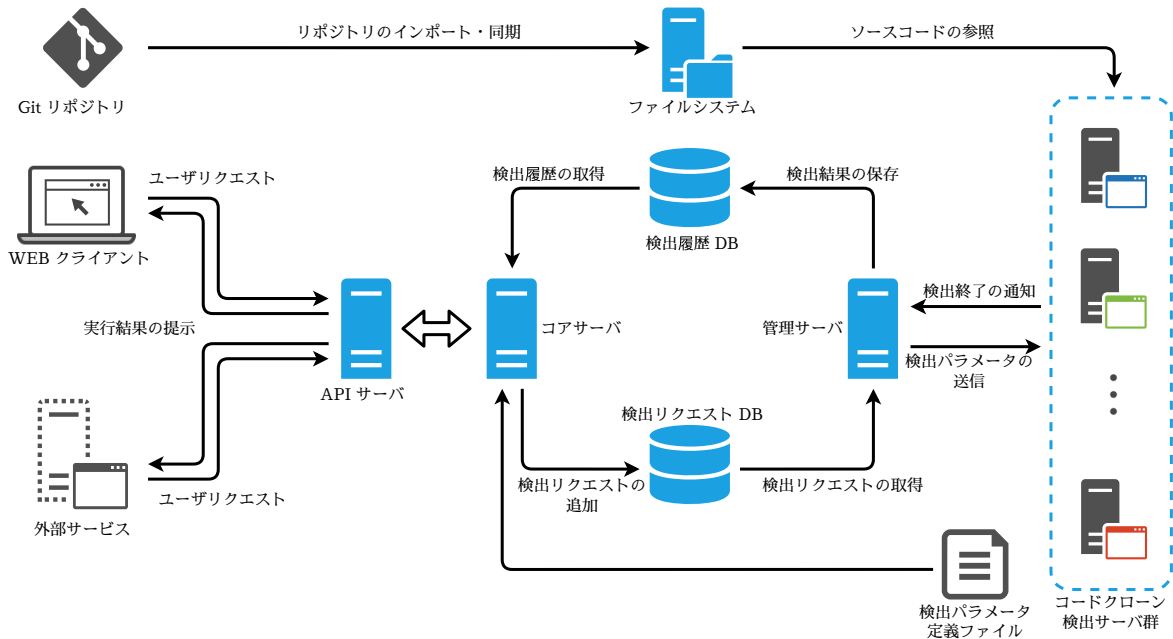 リポジトリのインポート・同期
ソースコードの参照
Git リポジトリ
ファイルシステム
ユーザリクエスト
検出履歴の取得
検出結果の保存
WEB クライアント
検出履歴 DB
検出終了の通知
実行結果の提示
コアサーバ
管理サーバ
検出パラメータの
送信
API サーバ
検出リクエスト DB
検出リクエストの
追加
検出リクエストの取得
ユーザリクエスト
外部サービス
検出パラメータ
定義ファイル
コードクローン
検出サーバ群